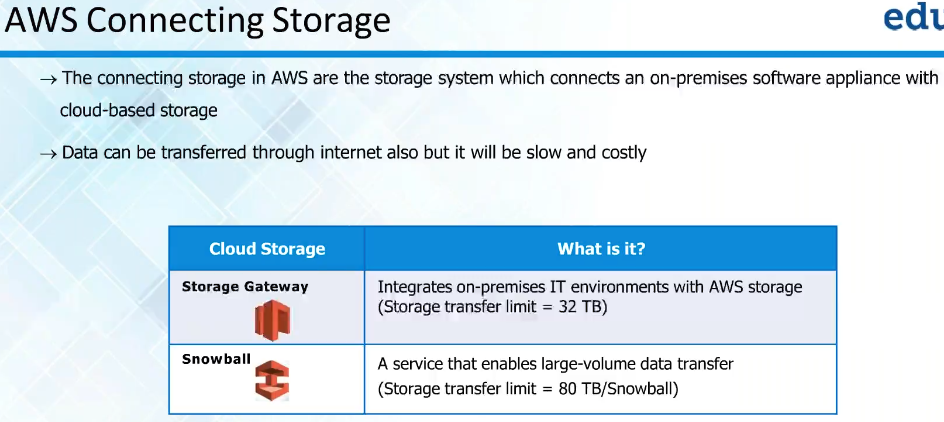 AWS Connecting Storage
edu
→ The connecting storage in AWS are the storage system which connects an on-premises software appliance with
cloud-based storage
→ Data can be transferred through internet also but it will be slow and costly
Cloud Storage What is it?
Storage Gateway
Integrates on-premises IT environments with AWS storage
(Storage transfer limit = 32 TB)
Snowball
A service that enables large-volume data transfer
(Storage transfer limit = 80 TB/Snowball)